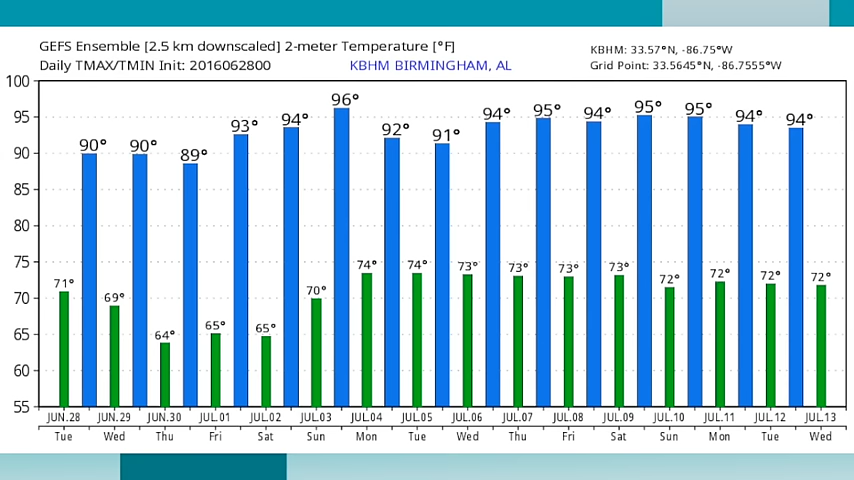 GEFS Ensemble [2.5 km downscaled] 2-meter Temperature [°F]
Daily TMAX/TMIN Init: 2016062800
KBHM BIRMINGHAM, AL
KBHM: 33.57°N, -86.75°W
Grid Point: 33.5645°N, -86.7555°W
100
95
90
85
80
75
70
65
60
55
90° 90° 89° 93° 94° 96° 92° 91° 94° 95° 94° 95° 95° 94° 94°
71° 69° 64° 65° 65° 70° 74° 74° 73° 73° 73° 73° 72° 72° 72° 72°
JUN.28 JUN.29 JUN.30 JUL.01 JUL.02 JUL.03 JUL.04 JUL.05 JUL.06 JUL.07 JUL.08 JUL.09 JUL.10 JUL.11 JUL.12 JUL.13
Tue Wed Thu Fri Sat Sun Mon Tue Wed Thu Fri Sat Sun Mon Tue Wed